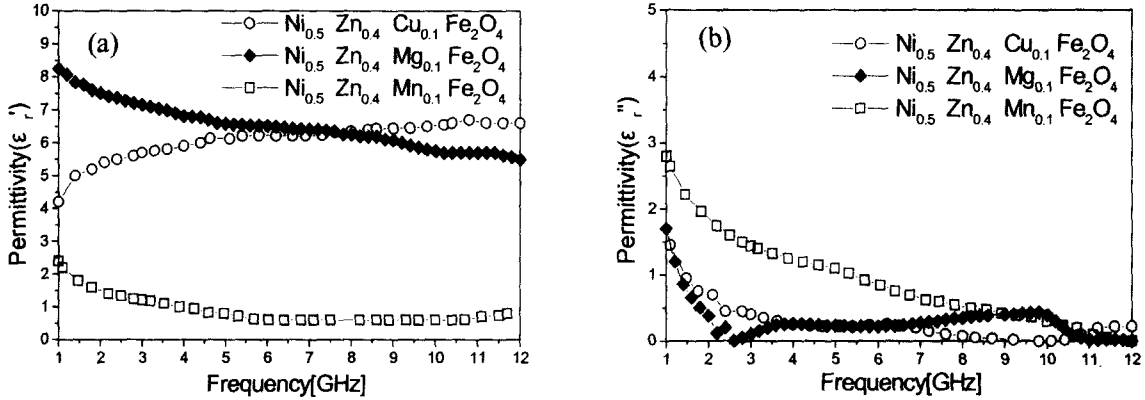 (a)
Ni0.5 Zn0.4 Cu0.1 Fe2O4
Ni0.5 Zn0.4 Mg0.1 Fe2O4
Ni0.5 Zn0.4 Mn0.1 Fe2O4
Permittivity(ε r')
10
9
8
7
6
5
4
3
2
1
0
1 2 3 4 5 6 7 8 9 10 11 12
Frequency[GHz]
(b)
Ni0.5 Zn0.4 Cu0.1 Fe2O4
Ni0.5 Zn0.4 Mg0.1 Fe2O4
Ni0.5 Zn0.4 Mn0.1 Fe2O4
Permittivity(ε r")
5
4
3
2
1
0
1 2 3 4 5 6 7 8 9 10 11 12
Frequency[GHz]